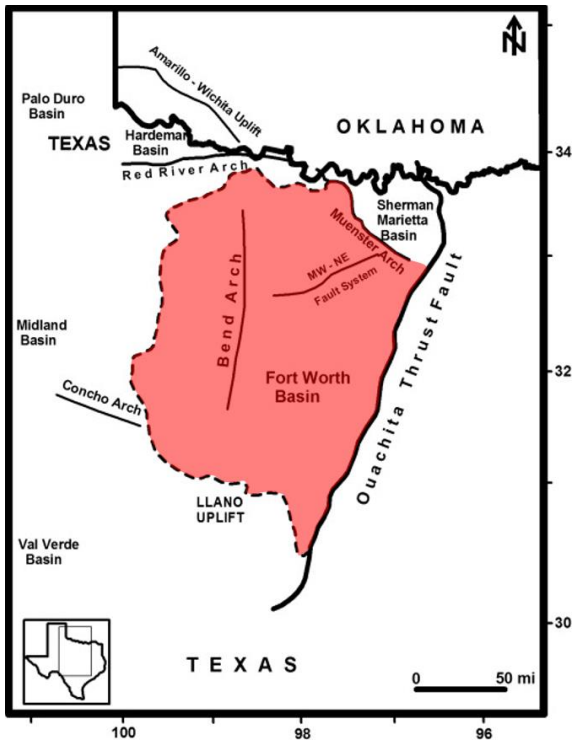 N
Amarillo - Wichita Uplift
Palo Duro
Basin
TEXAS
Hardeman
Basin
OKLAHOMA
34
Red River Arch
Sherman
Marietta
Basin
Muenster Arch
MW - NE
Fault System
Bend Arch
Ouachita Thrust Fault
Midland
Basin
32
Fort Worth
Basin
Concho Arch
LLANO
UPLIFT
Val Verde
Basin
30
TEXAS
0 50 mi
100 98 96